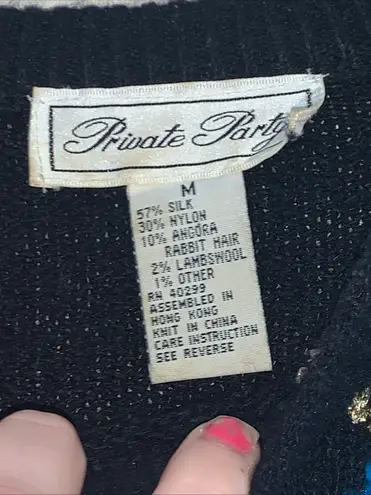 Private Party
M
57% SILK
30% NYLON
10% ANGORA
RABBIT HAIR
2% LAMBSWOOL
1% OTHER
RN 40299
ASSEMBLED IN
HONG KONG
KNIT IN CHINA
CARE INSTRUCTION
SEE REVERSE